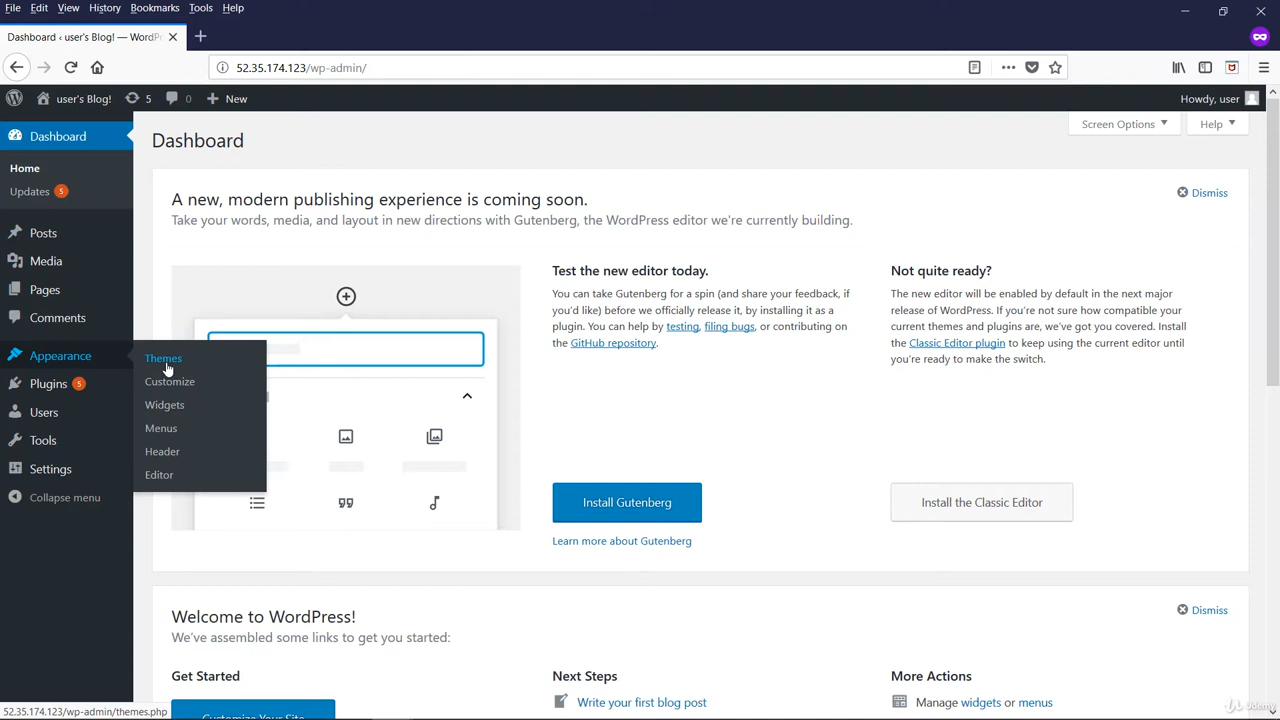 File Edit View History Bookmarks Tools Help
Dashboard ‹ user's Blog! — WordP
52.35.174.123/wp-admin/
user's Blog! 5 0 New Howdy, user
Dashboard
Home
Updates 5
Posts
Media
Pages
Comments
Appearance
Plugins 5
Users
Tools
Settings
Collapse menu
Themes
Customize
Widgets
Menus
Header
Editor
Dashboard
Screen Options Help
A new, modern publishing experience is coming soon.
Dismiss
Take your words, media, and layout in new directions with Gutenberg, the WordPress editor we're currently building.
Test the new editor today.
You can take Gutenberg for a spin (and share your feedback, if
you'd like) before we officially release it, by installing it as a
plugin. You can help by testing, filing bugs, or contributing on
the GitHub repository.
Install Gutenberg
Learn more about Gutenberg
Not quite ready?
The new editor will be enabled by default in the next major
release of WordPress. If you're not sure how compatible your
current themes and plugins are, we've got you covered. Install
the Classic Editor plugin to keep using the current editor until
you're ready to make the switch.
Install the Classic Editor
Welcome to WordPress!
Dismiss
We've assembled some links to get you started:
Get Started
Customize Your Site
Next Steps
Write your first blog post
More Actions
Manage widgets or menus
52.35.174.123/wp-admin/themes.php
Udemy